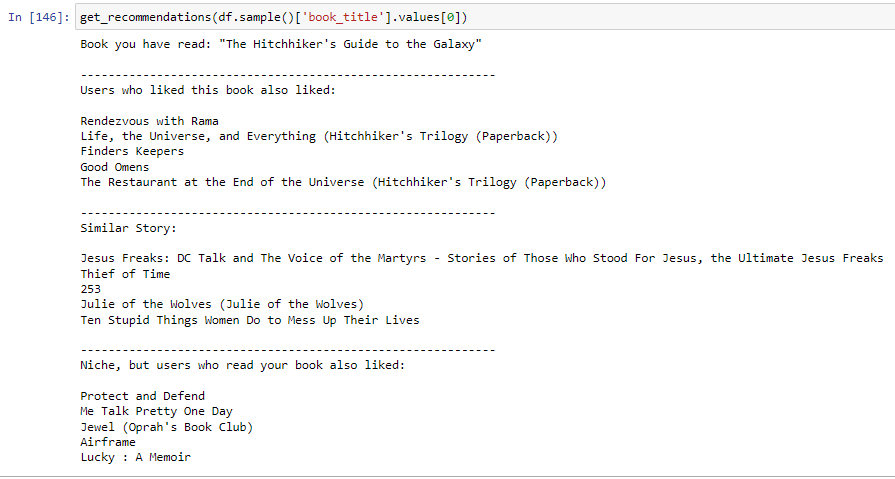 In [146]: get_recommendations(df.sample()['book_title'].values[0])
Book you have read: "The Hitchhiker's Guide to the Galaxy"
------------------------------------------------------------
Users who liked this book also liked:
Rendezvous with Rama
Life, the Universe, and Everything (Hitchhiker's Trilogy (Paperback))
Finders Keepers
Good Omens
The Restaurant at the End of the Universe (Hitchhiker's Trilogy (Paperback))
------------------------------------------------------------
Similar Story:
Jesus Freaks: DC Talk and The Voice of the Martyrs - Stories of Those Who Stood For Jesus, the Ultimate Jesus Freaks
Thief of Time
253
Julie of the Wolves (Julie of the Wolves)
Ten Stupid Things Women Do to Mess Up Their Lives
------------------------------------------------------------
Niche, but users who read your book also liked:
Protect and Defend
Me Talk Pretty One Day
Jewel (Oprah's Book Club)
Airframe
Lucky : A Memoir